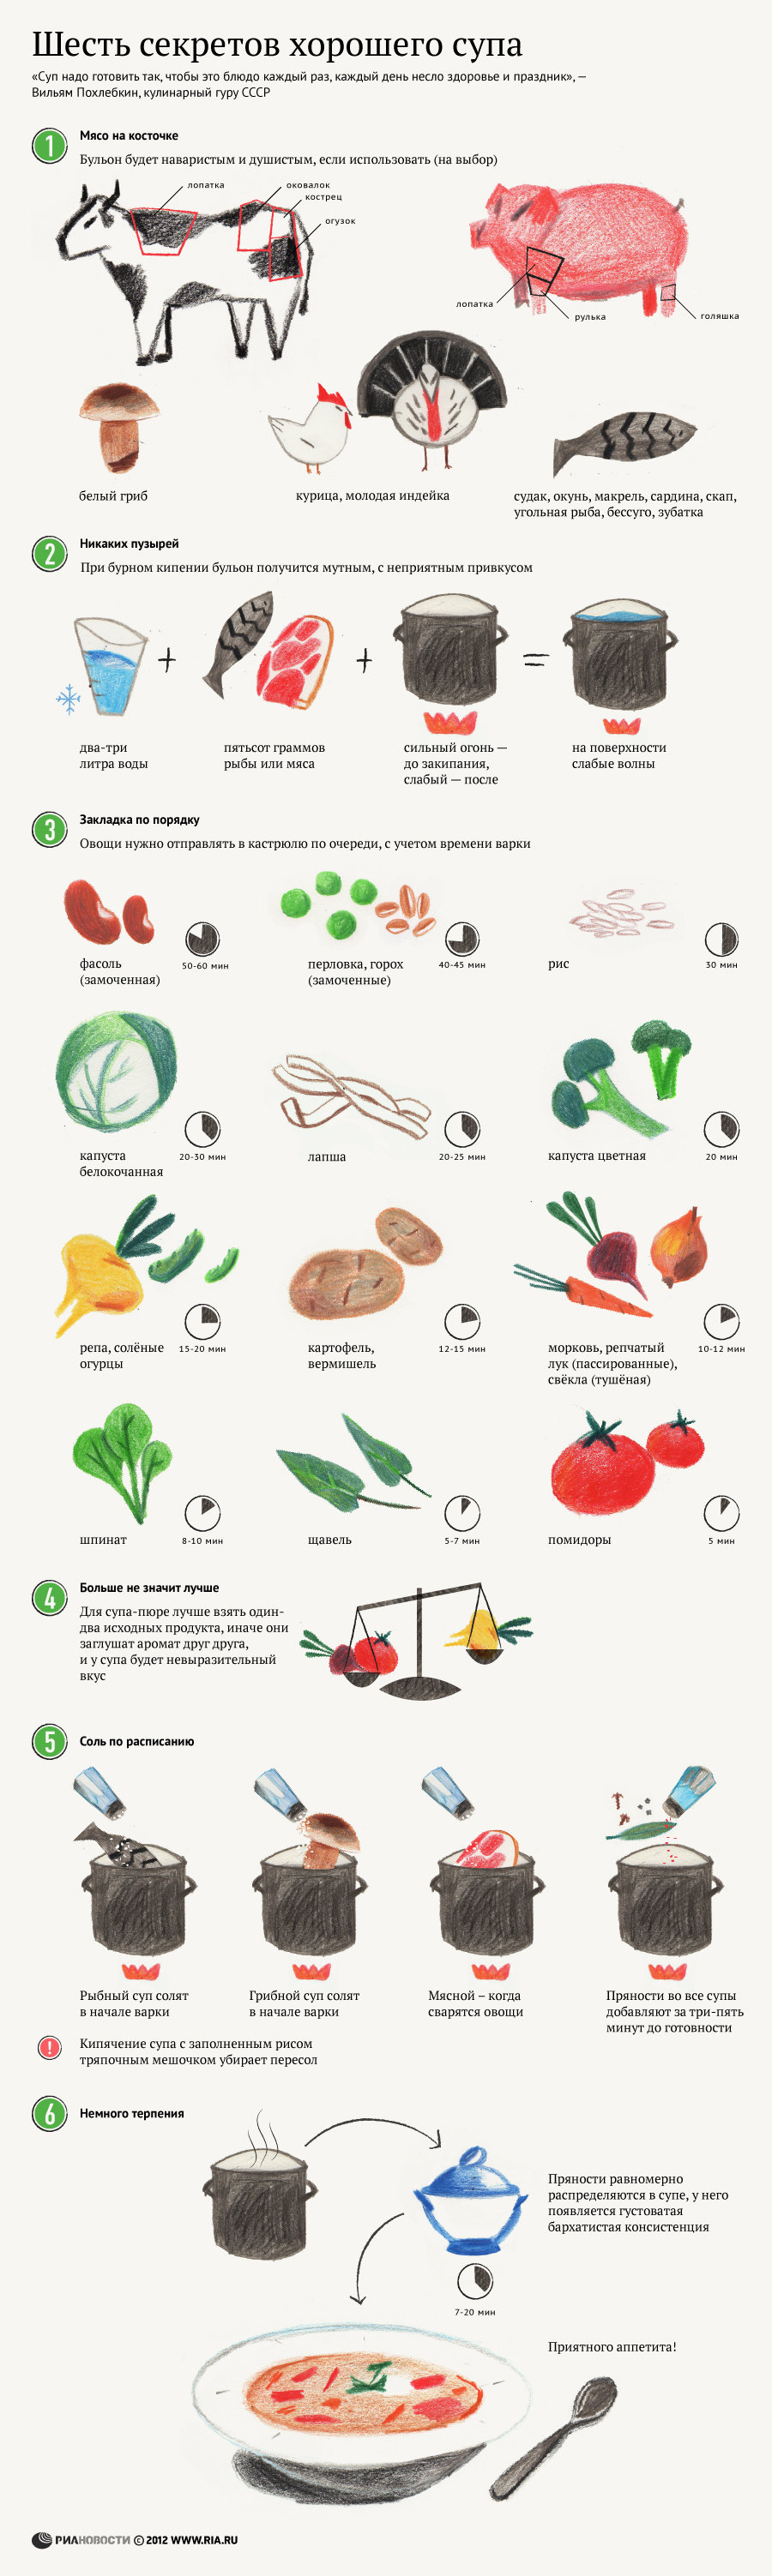 Шесть секретов хорошего супа
«Суп надо готовить так, чтобы это блюдо каждый раз, каждый день несло здоровье и праздник», —
Вильям Похлебкин, кулинарный гуру СССР
1
Мясо на косточке
Бульон будет наваристым и душистым, если использовать (на выбор)
лопатка
оковалок
кострец
огузок
лопатка
рулька
голяшка
белый гриб
курица, молодая индейка
судак, окунь, макрель, сардина, скап,
угольная рыба, бессуго, зубатка
2
Никаких пузырей
При бурном кипении бульон получится мутным, с неприятным привкусом
+
+
=
два-три
литра воды
пятьсот граммов
рыбы или мяса
сильный огонь —
до закипания,
слабый — после
на поверхности
слабые волны
3
Закладка по порядку
Овощи нужно отправлять в кастрюлю по очереди, с учетом времени варки
фасоль
(замоченная)
50-60 мин
перловка, горох
(замоченные)
40-45 мин
рис
30 мин
капуста
белокочанная
20-30 мин
лапша
20-25 мин
капуста цветная
20 мин
репа, солёные
огурцы
15-20 мин
картофель,
вермишель
12-15 мин
морковь, репчатый
лук (пассированные),
свёкла (тушёная)
10-12 мин
шпинат
8-10 мин
щавель
5-7 мин
помидоры
5 мин
4
Больше не значит лучше
Для супа-пюре лучше взять один-
два исходных продукта, иначе они
заглушат аромат друг друга,
и у супа будет невыразительный
вкус
5
Соль по расписанию
Рыбный суп солят
в начале варки
Грибной суп солят
в начале варки
Мясной – когда
сварятся овощи
Пряности во все супы
добавляют за три-пять
минут до готовности
!
Кипячение супа с заполненным рисом
тряпочным мешочком убирает пересол
6
Немного терпения
Пряности равномерно
распределяются в супе, у него
появляется густоватая
бархатистая консистенция
7-20 мин
Приятного аппетита!
РИАНОВОСТИ © 2012 WWW.RIA.RU